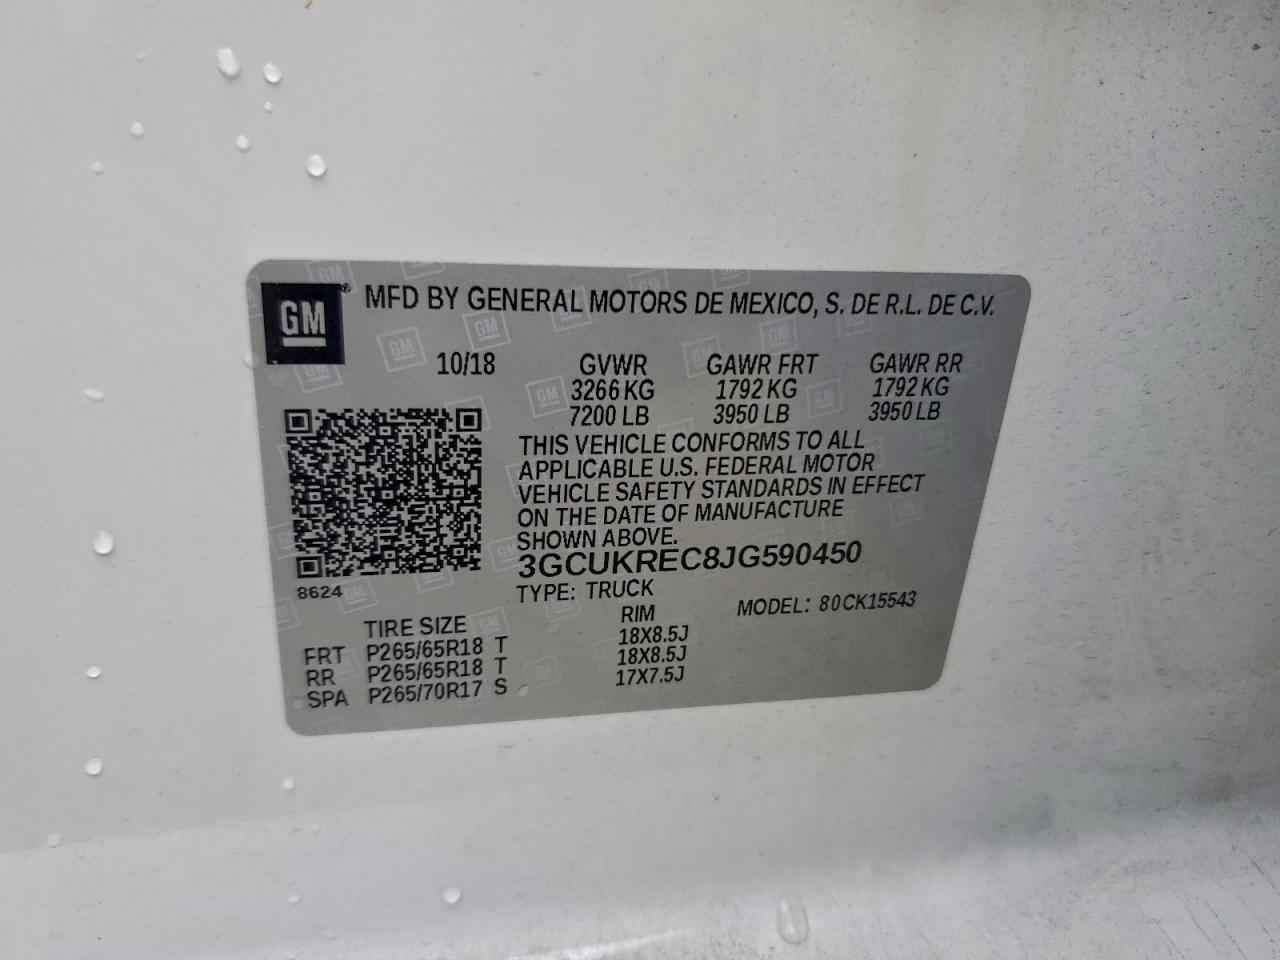 GM ® MFD BY GENERAL MOTORS DE MEXICO, S. DE R.L. DE C.V.
10/18 GVWR GAWR FRT GAWR RR
3266 KG 1792 KG 1792 KG
7200 LB 3950 LB 3950 LB
THIS VEHICLE CONFORMS TO ALL
APPLICABLE U.S. FEDERAL MOTOR
VEHICLE SAFETY STANDARDS IN EFFECT
ON THE DATE OF MANUFACTURE
SHOWN ABOVE.
3GCUKREC8JG590450
8624
TYPE: TRUCK MODEL: 80CK15543
TIRE SIZE RIM
FRT P265/65R18 T 18X8.5J
RR P265/65R18 T 18X8.5J
SPA P265/70R17 S 17X7.5J